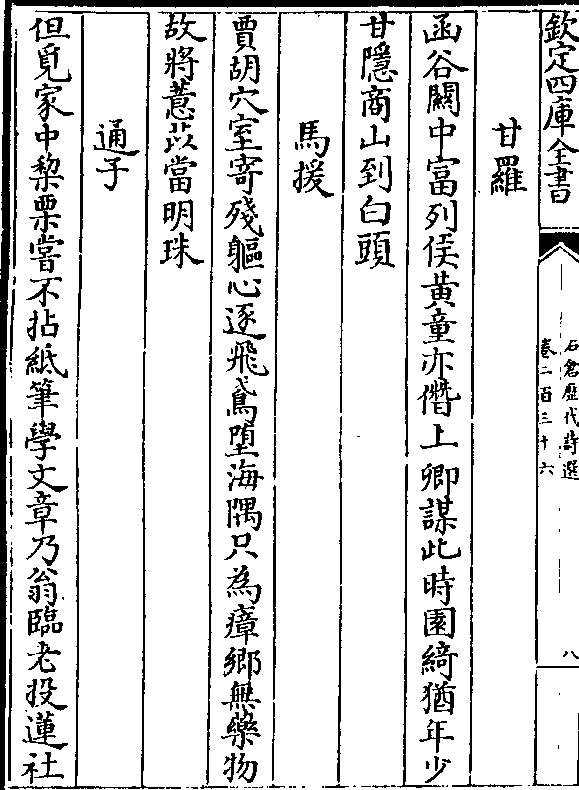 欽定四庫全書
石倉歷代詩選
卷二百三十六
八
甘羅
函谷關中富列侯黃童亦僭上卿謀此時園綺猶年少
甘隱商山到白頭
馬援
賈胡穴室寄殘軀心逐飛鳶墮海隅只為瘴鄉無藥物
故將薏苡當明珠
通子
但覓家中棃栗嘗不拈紙筆學文章乃翁臨老投蓮社